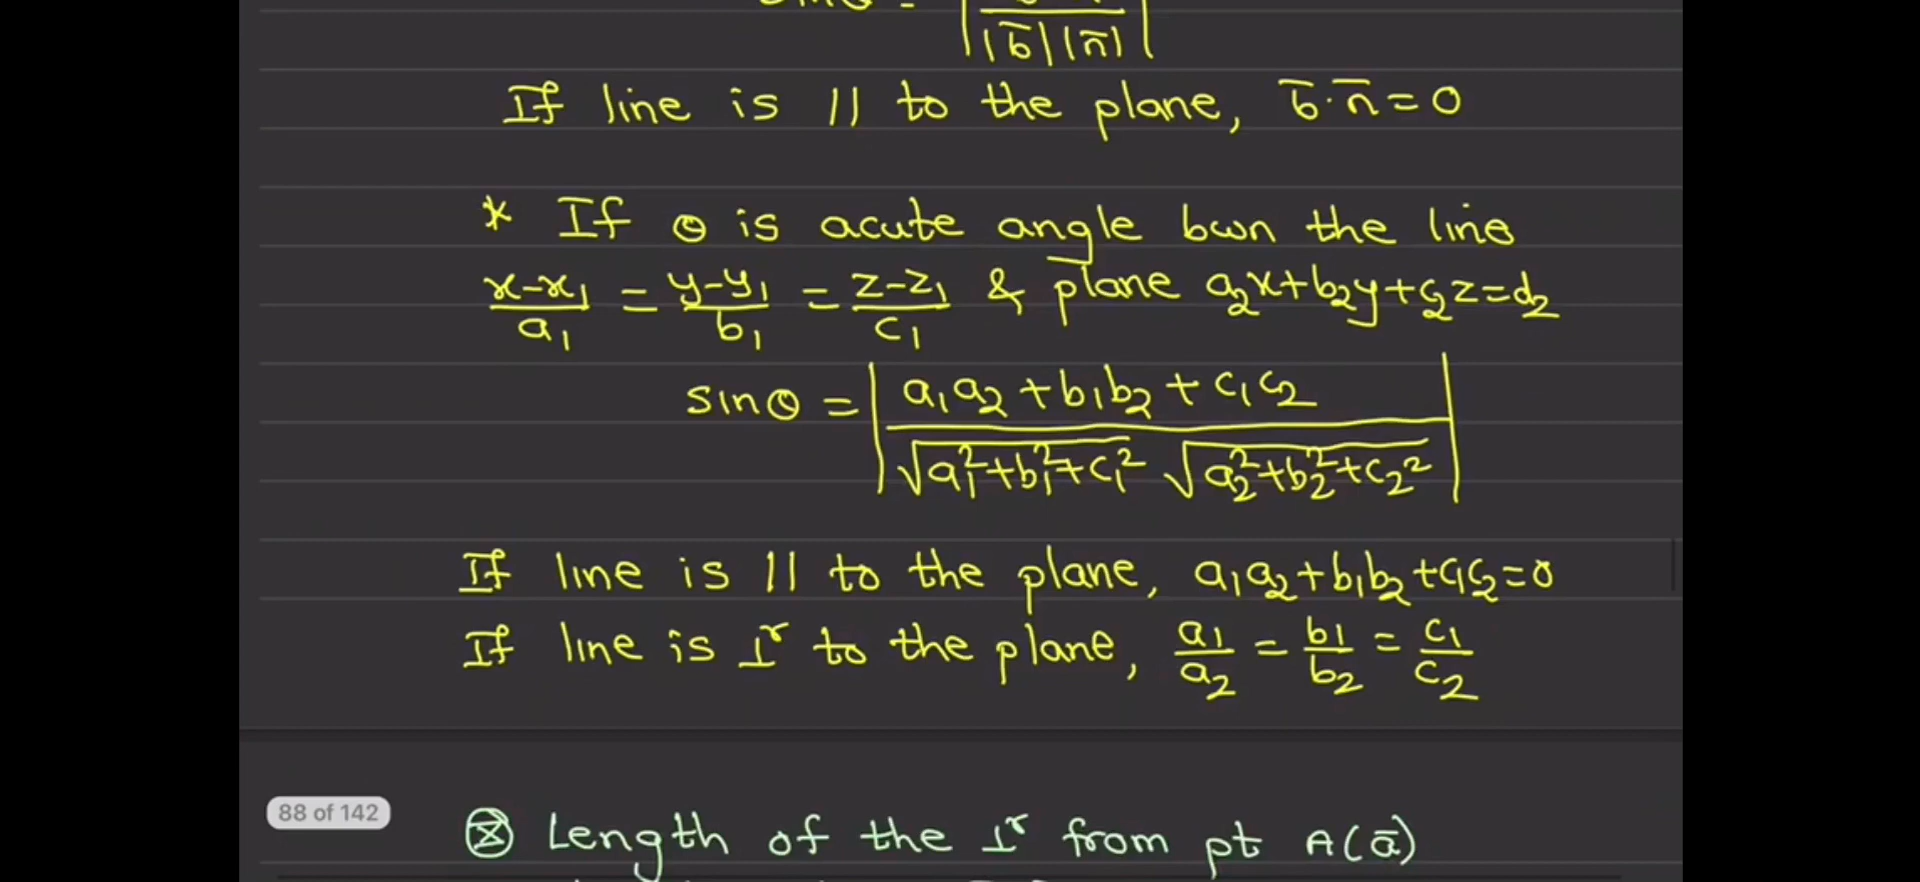 sinθ =
|b̄| |n̄|
If line is || to the plane, b̄·n̄ = 0
* If θ is acute angle bwn the line
(x-x₁)/a₁ = (y-y₁)/b₁ = (z-z₁)/c₁ & plane a₂x+b₂y+c₂z=d₂
sinθ = | (a₁a₂ + b₁b₂ + c₁c₂) / (√(a₁²+b₁²+c₁²) √(a₂²+b₂²+c₂²)) |
If line is || to the plane, a₁a₂+b₁b₂+c₁c₂=0
If line is ⊥ʳ to the plane, a₁/a₂ = b₁/b₂ = c₁/c₂
88 of 142
Length of the ⊥ʳ from pt A(ā)